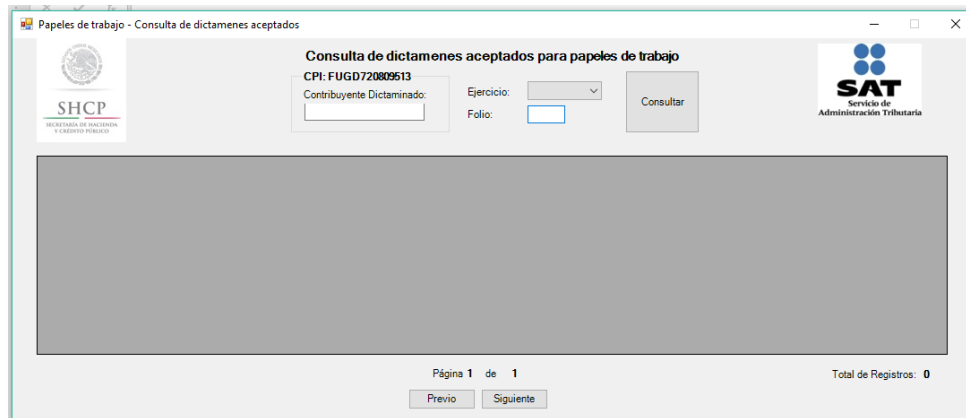 Papeles de trabajo - Consulta de dictamenes aceptados
SHCP
SECRETARÍA DE HACIENDA
Y CRÉDITO PÚBLICO
Consulta de dictamenes aceptados para papeles de trabajo
CPI: FUGD720809513
Contribuyente Dictaminado:
Ejercicio:
Folio:
Consultar
SAT
Servicio de
Administración Tributaria
Página 1 de 1
Total de Registros: 0
Previo Siguiente